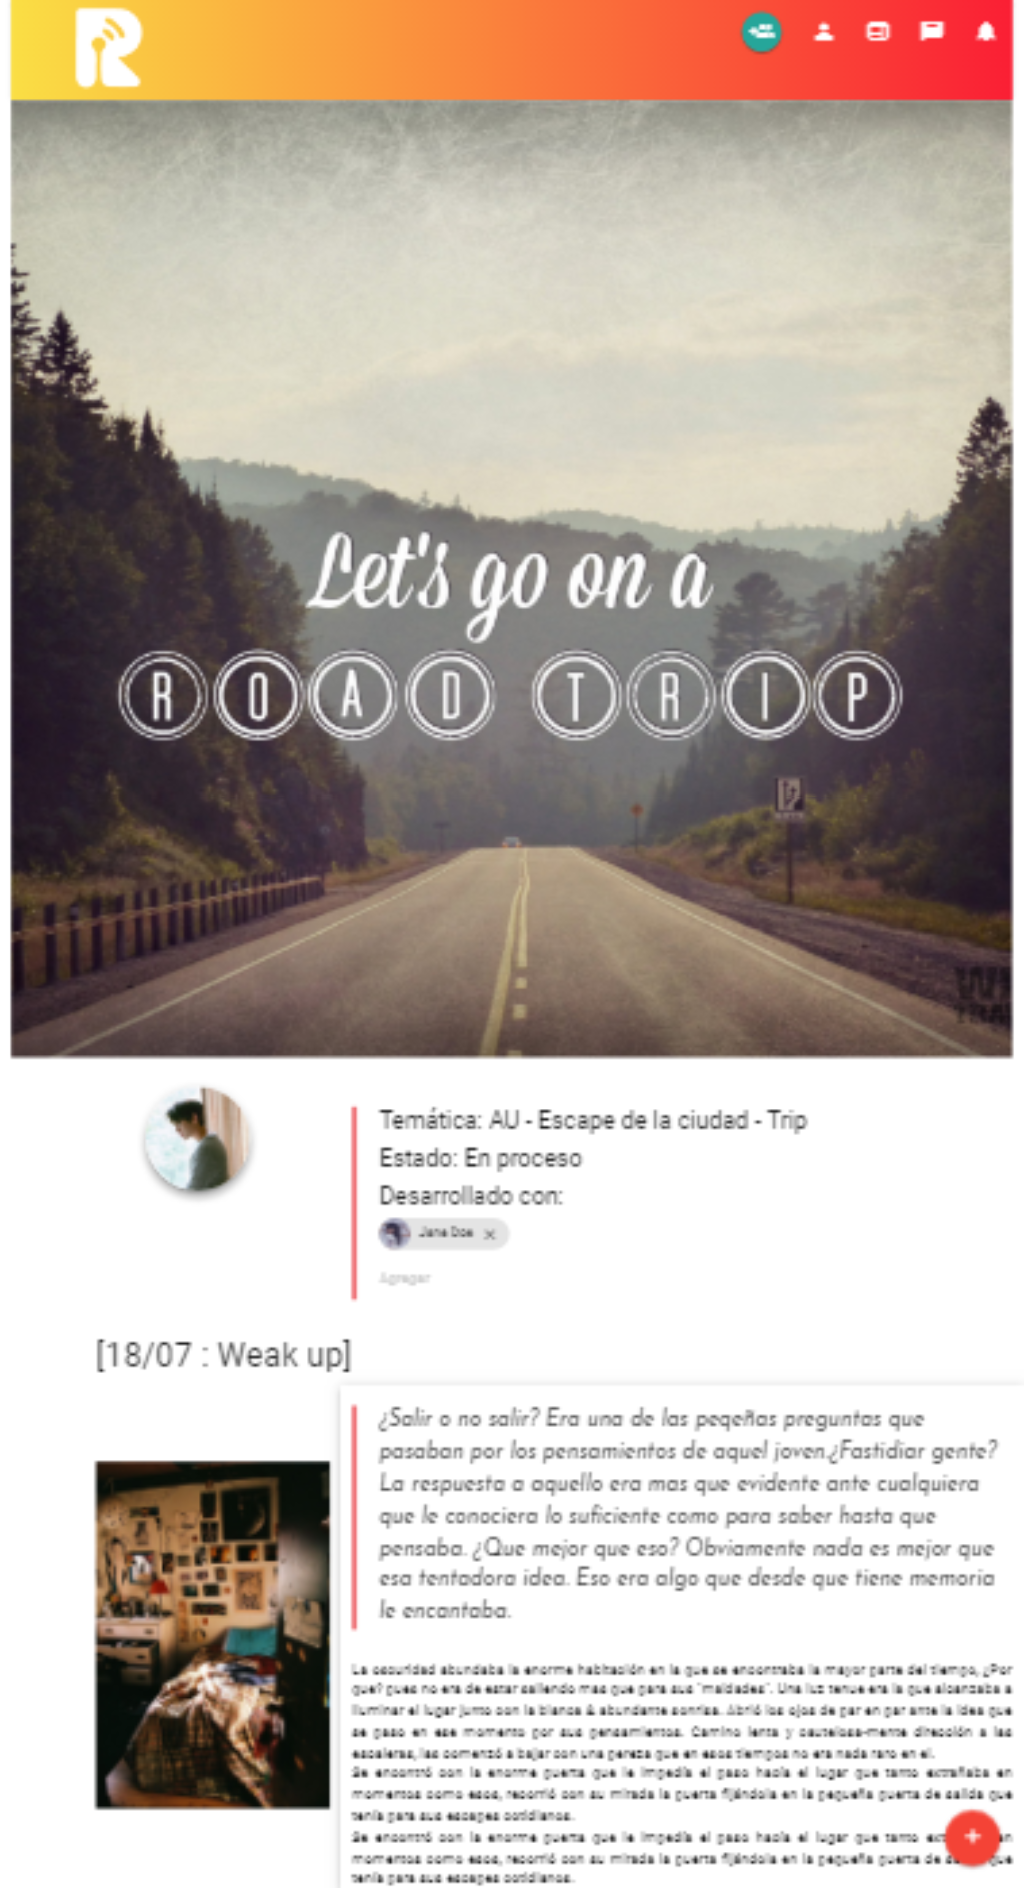 R
Let's go on a
ROAD TRIP
Temática: AU - Escape de la ciudad - Trip
Estado: En proceso
Desarrollado con:
Jane Doe
Agregar
[18/07 : Weak up]
¿Salir o no salir? Era una de las peqeñas preguntas que
pasaban por los pensamientos de aquel joven.¿Fastidiar gente?
La respuesta a aquello era mas que evidente ante cualquiera
que le conociera lo suficiente como para saber hasta que
pensaba. ¿Que mejor que eso? Obviamente nada es mejor que
esa tentadora idea. Eso era algo que desde que tiene memoria
le encantaba.
La oscuridad abundaba la enorme habitación en la que se encontraba la mayor parte del tiempo, ¿Por
que? pues no era de estar saliendo mas que para sus "maldades". Una luz tenue era la que alcanzaba a
iluminar el lugar junto con la blanca & abundante sonrisa. Abrió los ojos de par en par ante la idea que
se paso en ese momento por sus pensamientos. Camino lenta y cautelosa-mente dirección a las
escaleras, las comenzó a bajar con una pereza que en esos tiempos no era nada raro en el.
Se encontró con la enorme puerta que le impedía el paso hacia el lugar que tanto extrañaba en
momentos como esos, recorrió con su mirada la puerta fijándola en la pequeña puerta de salida que
tenía para sus escapes cotidianos.
Se encontró con la enorme puerta que le impedía el paso hacia el lugar que tanto
momentos como esos, recorrió con su mirada la puerta fijándola en la pequeña puerta de que
tenía para sus escapes cotidianos.